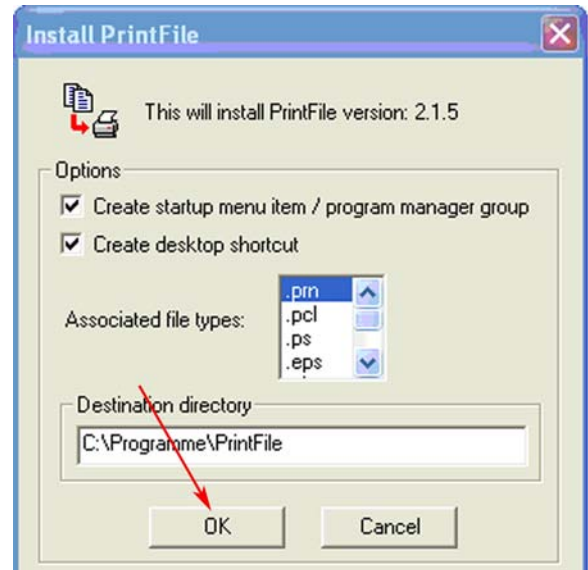 Install PrintFile
This will install PrintFile version: 2.1.5
Options
Create startup menu item / program manager group
Create desktop shortcut
Associated file types:
.prn
.pcl
.ps
.eps
Destination directory
C:\Programme\PrintFile
OK
Cancel